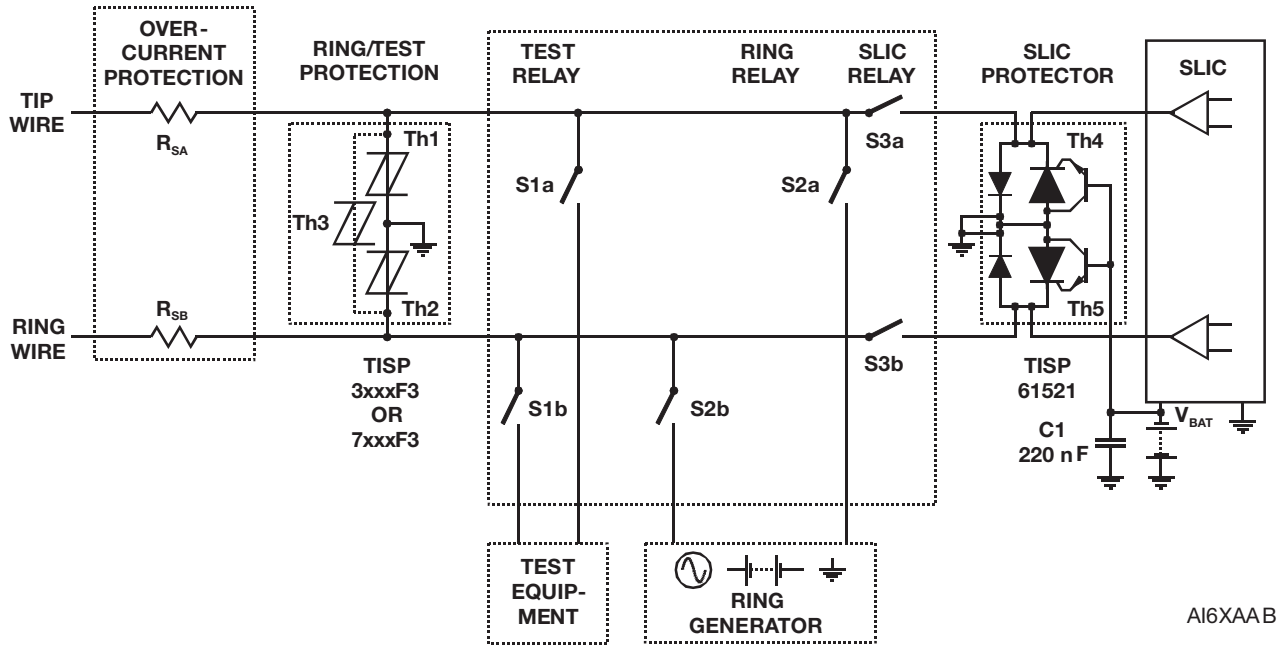 OVER-
CURRENT
PROTECTION
RING/TEST
PROTECTION
TEST
RELAY
RING
RELAY
SLIC
RELAY
SLIC
PROTECTOR
SLIC
TIP
WIRE
RSA
Th1
Th3
Th2
S1a
S2a
S3a
Th4
Th5
RING
WIRE
RSB
TISP
3xxxF3
OR
7xxxF3
S1b
S2b
S3b
TISP
61521
C1
220 nF
VBAT
TEST
EQUIP-
MENT
RING
GENERATOR
AI6XAAB